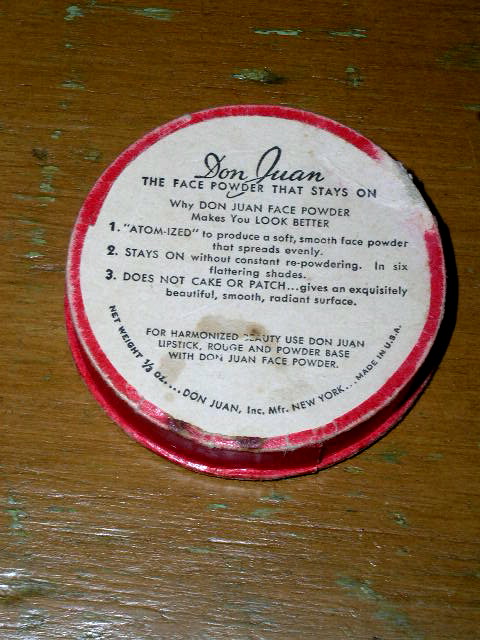 Don Juan
THE FACE POWDER THAT STAYS ON
Why DON JUAN FACE POWDER
Makes You LOOK BETTER
1. "ATOM-IZED" to produce a soft, smooth face powder
that spreads evenly.
2. STAYS ON without constant re-powdering. In six
flattering shades.
3. DOES NOT CAKE OR PATCH...gives an exquisitely
beautiful, smooth, radiant surface.
FOR HARMONIZED BEAUTY USE DON JUAN
LIPSTICK, ROUGE AND POWDER BASE
WITH DON JUAN FACE POWDER.
NET WEIGHT 1/2 OZ....DON JUAN, Inc. Mfr. NEW YORK...MADE IN U.S.A.